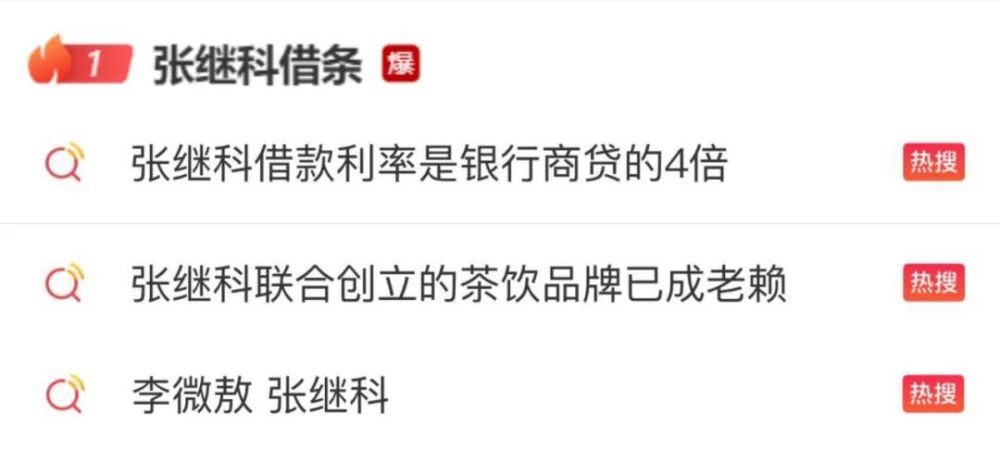 1 张继科借条 爆
张继科借款利率是银行商贷的4倍 热搜
张继科联合创立的茶饮品牌已成老赖 热搜
李微敖 张继科 热搜